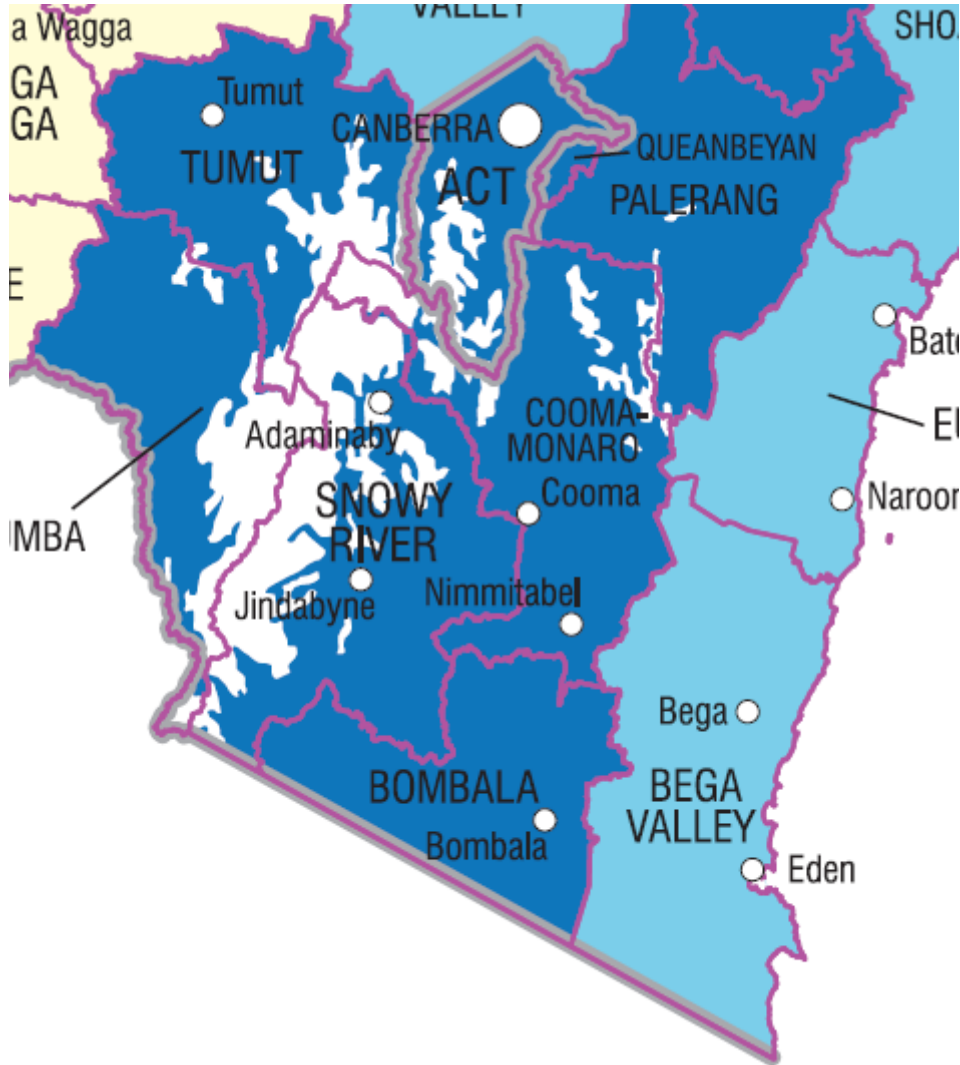 VALLEY
a Wagga
SHO
GA
GA
Tumut
CANBERRA
TUMUT
ACT
QUEANBEYAN
PALERANG
E
Bate
Adaminaby
COOMA-
MONARO
EU
SNOWY
RIVER
Cooma
Naroor
MBA
Jindabyne
Nimmitabel
Bega
BOMBALA
Bombala
BEGA
VALLEY
Eden